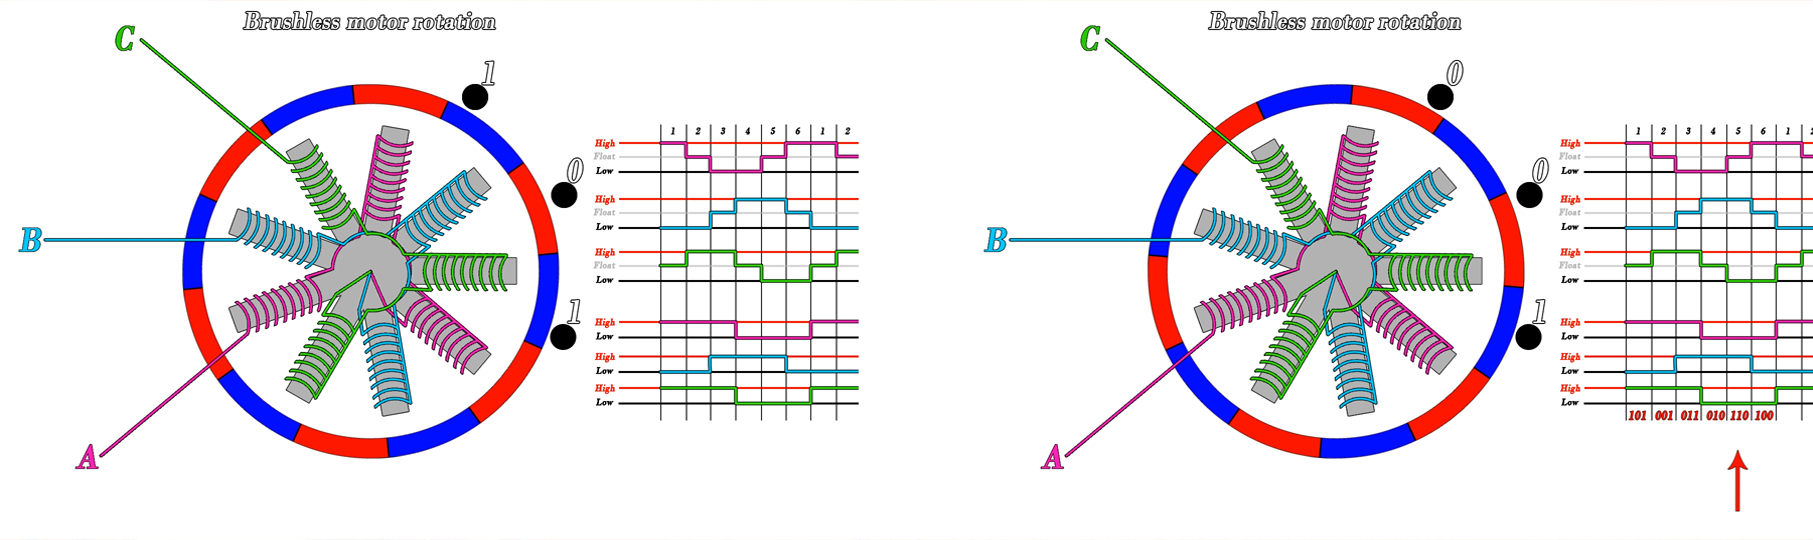 Brushless motor rotation
C
1
0
1
B
A
1 2 3 4 5 6 1 2
High
Float
Low
High
Float
Low
High
Float
Low
High
Low
High
Low
High
Low
Brushless motor rotation
C
0
0
1
B
A
1 2 3 4 5 6 1
High
Float
Low
High
Float
Low
High
Float
Low
High
Low
High
Low
High
Low
101 001 011 010 110 100